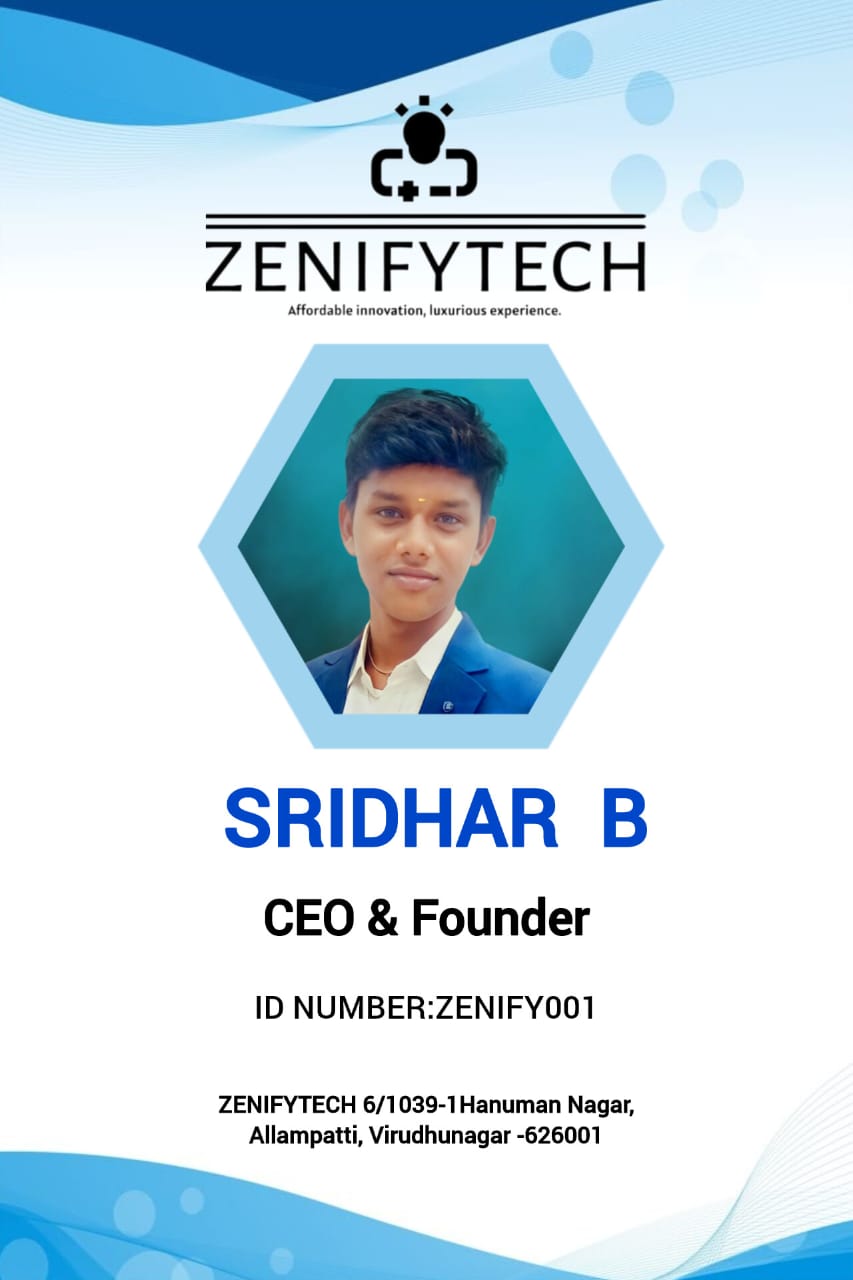 ZENIFYTECH
Affordable innovation, luxurious experience.
SRIDHAR B
CEO & Founder
ID NUMBER:ZENIFY001
ZENIFYTECH 6/1039-1Hanuman Nagar,
Allampatti, Virudhunagar -626001